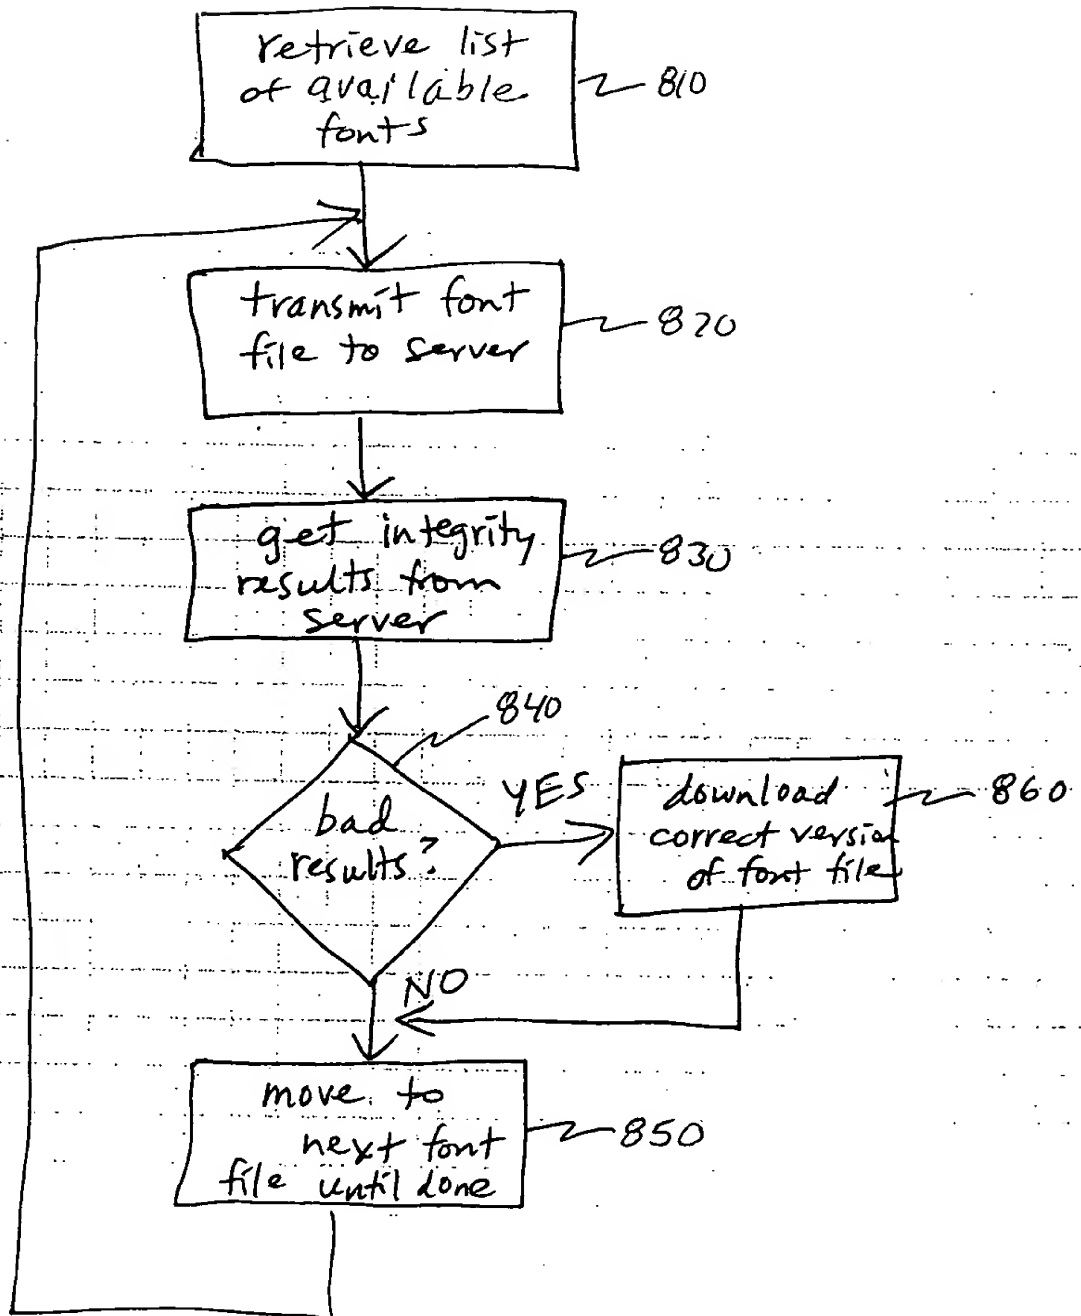 retrieve list
of available
fonts
810
transmit font
file to server
820
get integrity
results from
server
830
840
bad
results?
YES
download
correct version
of font file
860
NO
move to
next font
file until done
850